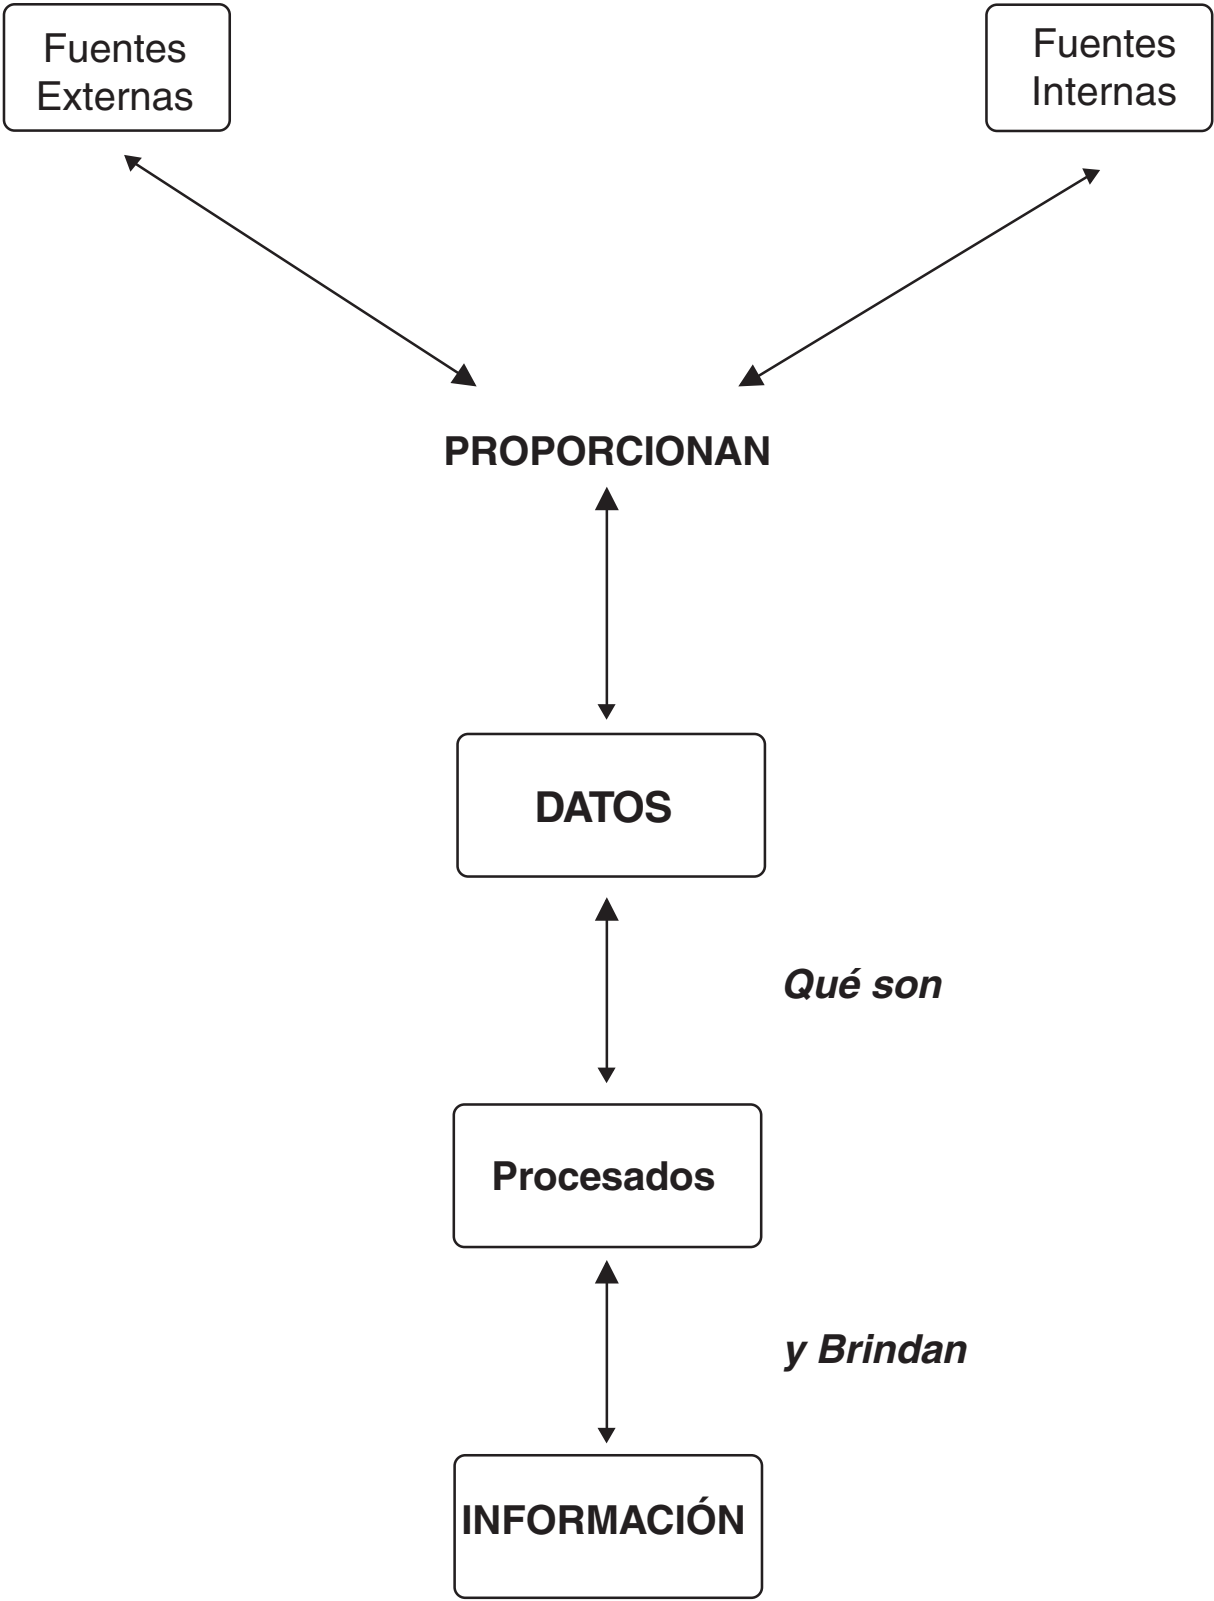 Fuentes
Externas
Fuentes
Internas
PROPORCIONAN
DATOS
Qué son
Procesados
y Brindan
INFORMACIÓN